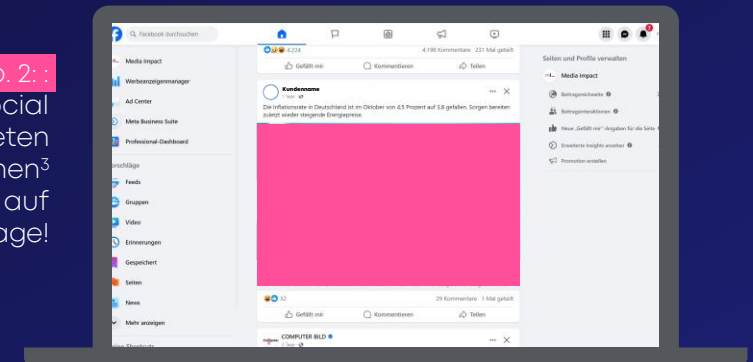 Facebook durchsuchen
4.224
4.198 Kommentare 231 Mal geteilt
Gefällt mir
Kommentieren
Teilen
Media Impact
Werbeanzeigenmanager
Ad Center
Meta Business Suite
Professional-Dashboard
Feeds
Gruppen
Video
Erinnerungen
Gespeichert
Seiten
News
Mehr anzeigen
Kundenname
Die Inflationsrate in Deutschland ist im Oktober von 4,5 Prozent auf 3,8 gefallen. Sorgen bereiten
zuletzt wieder steigende Energiepreise.
32
29 Kommentare 1 Mal geteilt
Gefällt mir
Kommentieren
Teilen
COMPUTER BILD
Seiten und Profile verwalten
Media Impact
Beitragsreichweite
Beitragsinteraktionen
Neue „Gefällt mir"-Angaben für die Seite
Erweiterte Insights ansehen
Promotion erstellen
2: :
auf